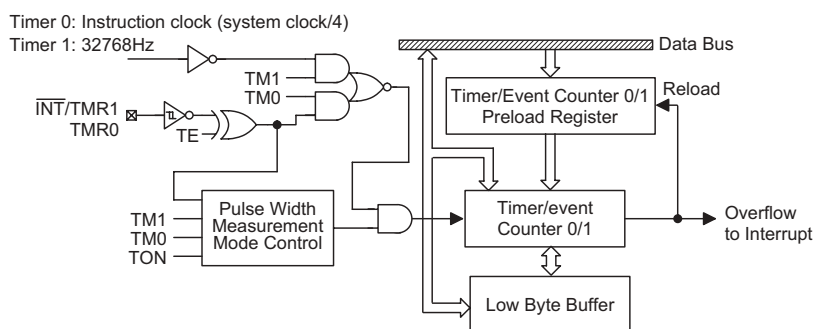 Timer 0: Instruction clock (system clock/4)
Timer 1: 32768Hz
Data Bus
TM1
TM0
Timer/Event Counter 0/1
Preload Register
Reload
INT/TMR1
TMR0
TE
TM1
TM0
TON
Pulse Width
Measurement
Mode Control
Timer/event
Counter 0/1
Overflow
to Interrupt
Low Byte Buffer